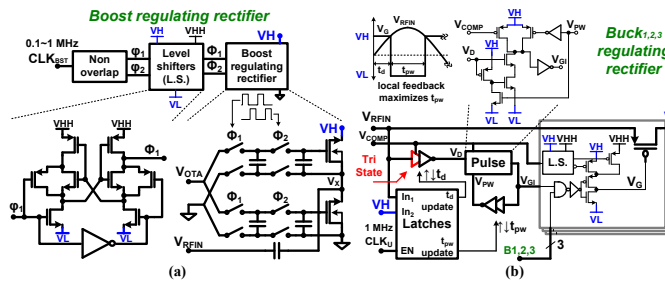 Boost regulating rectifier
0.1~1 MHz
CLKBST
Non overlap
φ1
φ2
VH
VHH
Level shifters (L.S.)
VL
Φ1
Φ2
VH
Boost regulating rectifier
VHH
VHH
Φ1
φ1
VL
VL
Φ1
Φ2
VH
VOTA
Φ1
Φ2
VX
VRFIN
(a)
VRFIN
VH
VG
VL
td
tpw
local feedback
maximizes tpw
VCOMP
VL
VPW
VD
VGI
VL
Buck1,2,3
regulating
rectifier
VRFIN
VCOMP
Tri
State
VD
Pulse
↑↓td
VPW
VGI
VH
In1
In2
td
update
Latches
1 MHz
CLKU
EN
tpw
update
↑↓tpw
VH
VHH
VHH
VH
L.S.
VG
VL
B1,2,3
3
(b)